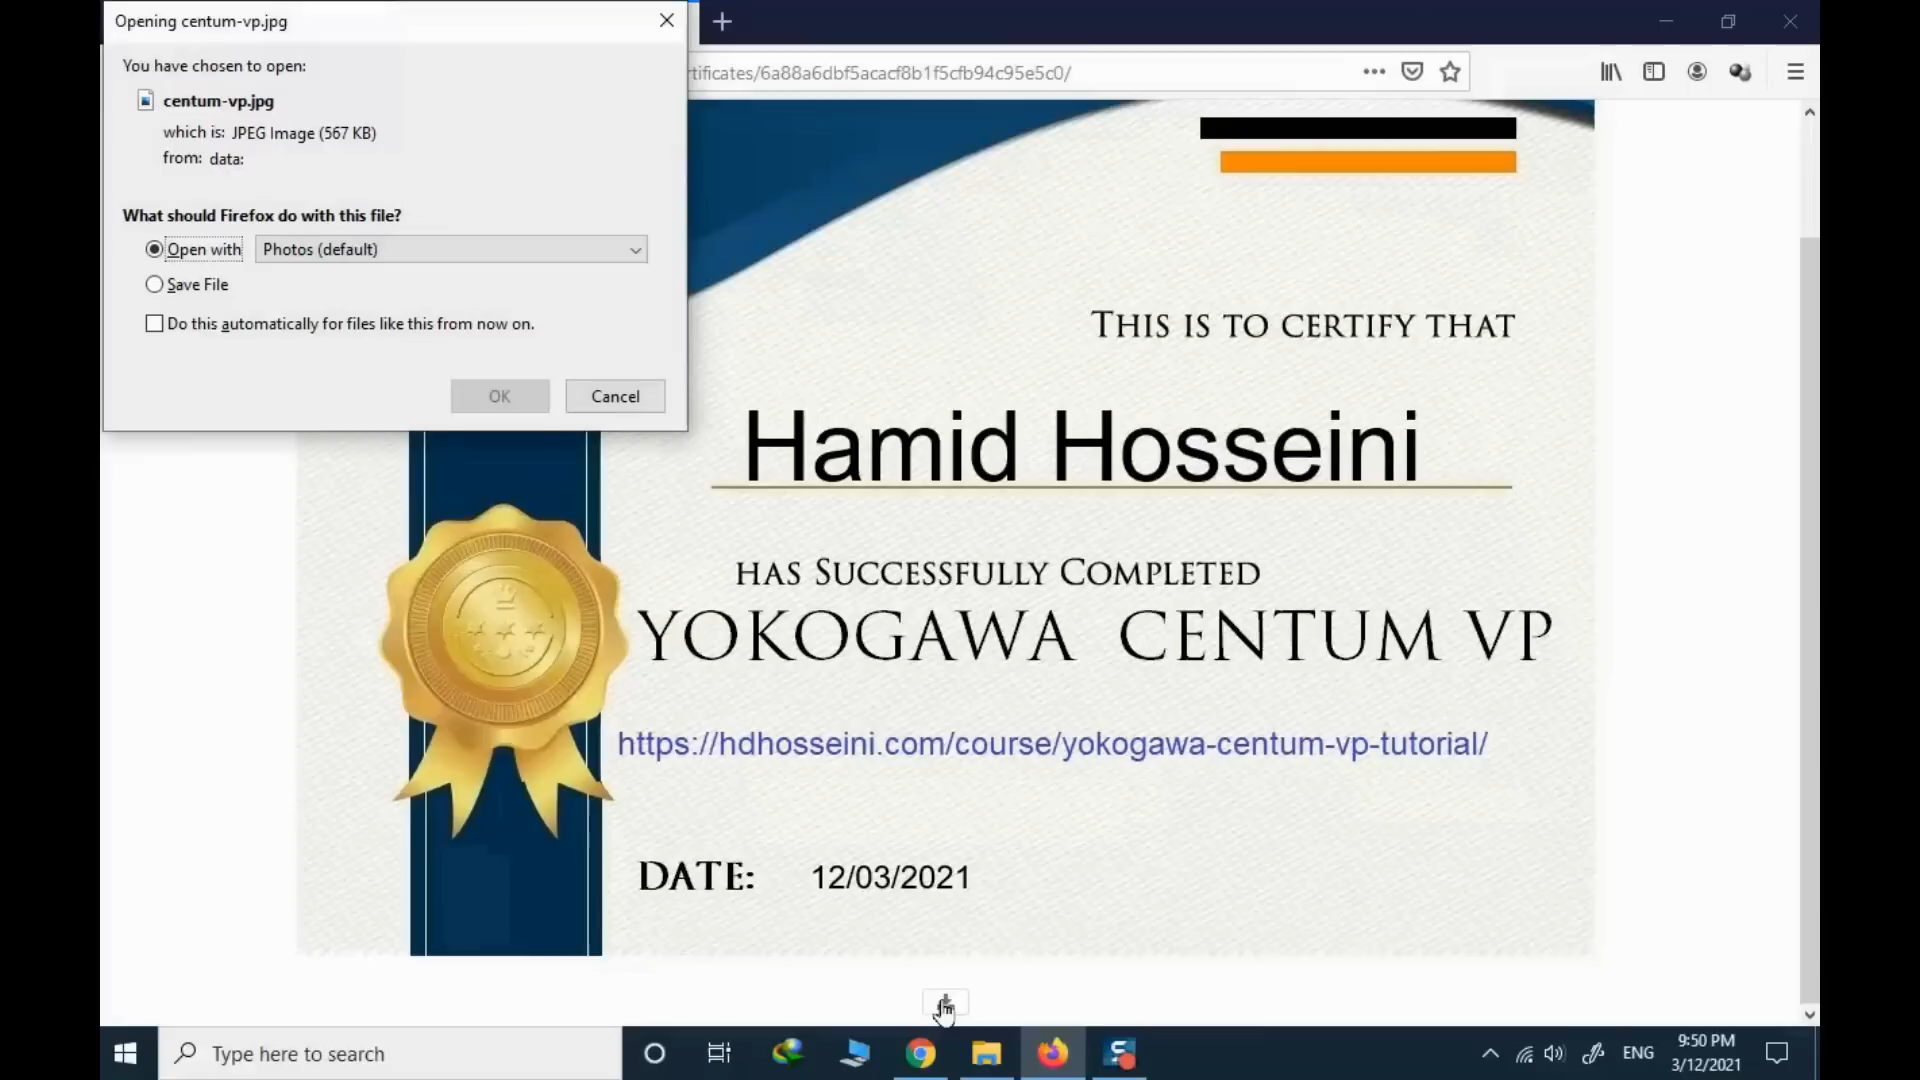 Opening centum-vp.jpg
You have chosen to open:
centum-vp.jpg
which is: JPEG Image (567 KB)
from: data:
What should Firefox do with this file?
Open with Photos (default)
Save File
Do this automatically for files like this from now on.
OK Cancel
rtificates/6a88a6dbf5acacf8b1f5cfb94c95e5c0/
THIS IS TO CERTIFY THAT
Hamid Hosseini
HAS SUCCESSFULLY COMPLETED
YOKOGAWA CENTUM VP
https://hdhosseini.com/course/yokogawa-centum-vp-tutorial/
DATE: 12/03/2021
Type here to search
ENG
9:50 PM
3/12/2021